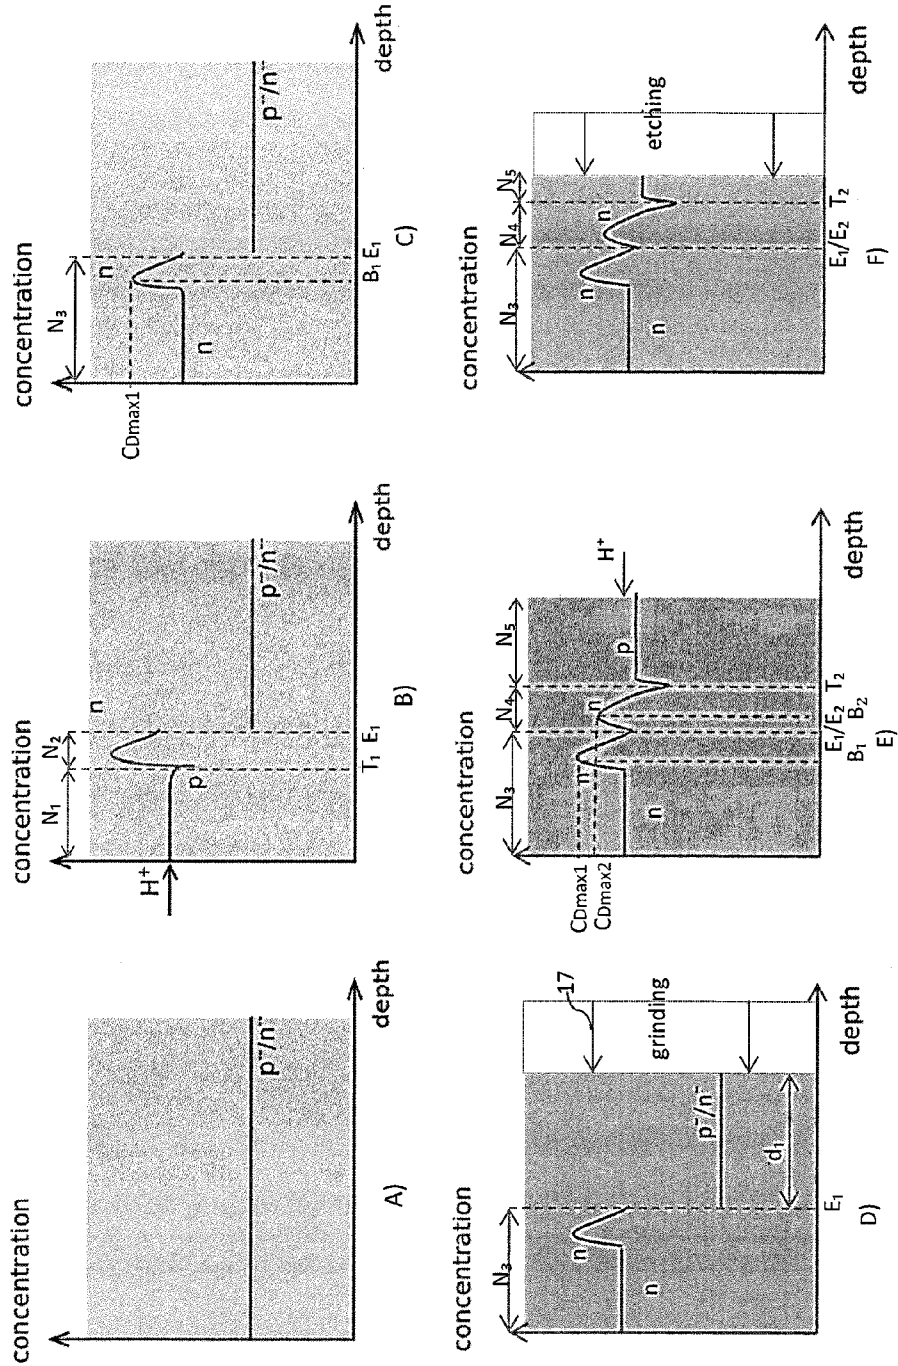 concentration
p⁻/n⁻
depth
A)
concentration
N₁
N₂
n
H⁺
p
p⁻/n⁻
T₁
E₁
depth
B)
concentration
N₃
n
CDmax1
n
p⁻/n⁻
B₁
E₁
depth
C)
concentration
N₃
17
n
grinding
p⁻/n⁻
n
d₁
E₁
depth
D)
concentration
N₃
N₄
N₅
CDmax1
CDmax2
n
n
p
H⁺
n
B₁
E₁/E₂
B₂
T₂
depth
E)
concentration
N₃
N₄
N₅
n
n
etching
n
E₁/E₂
T₂
depth
F)